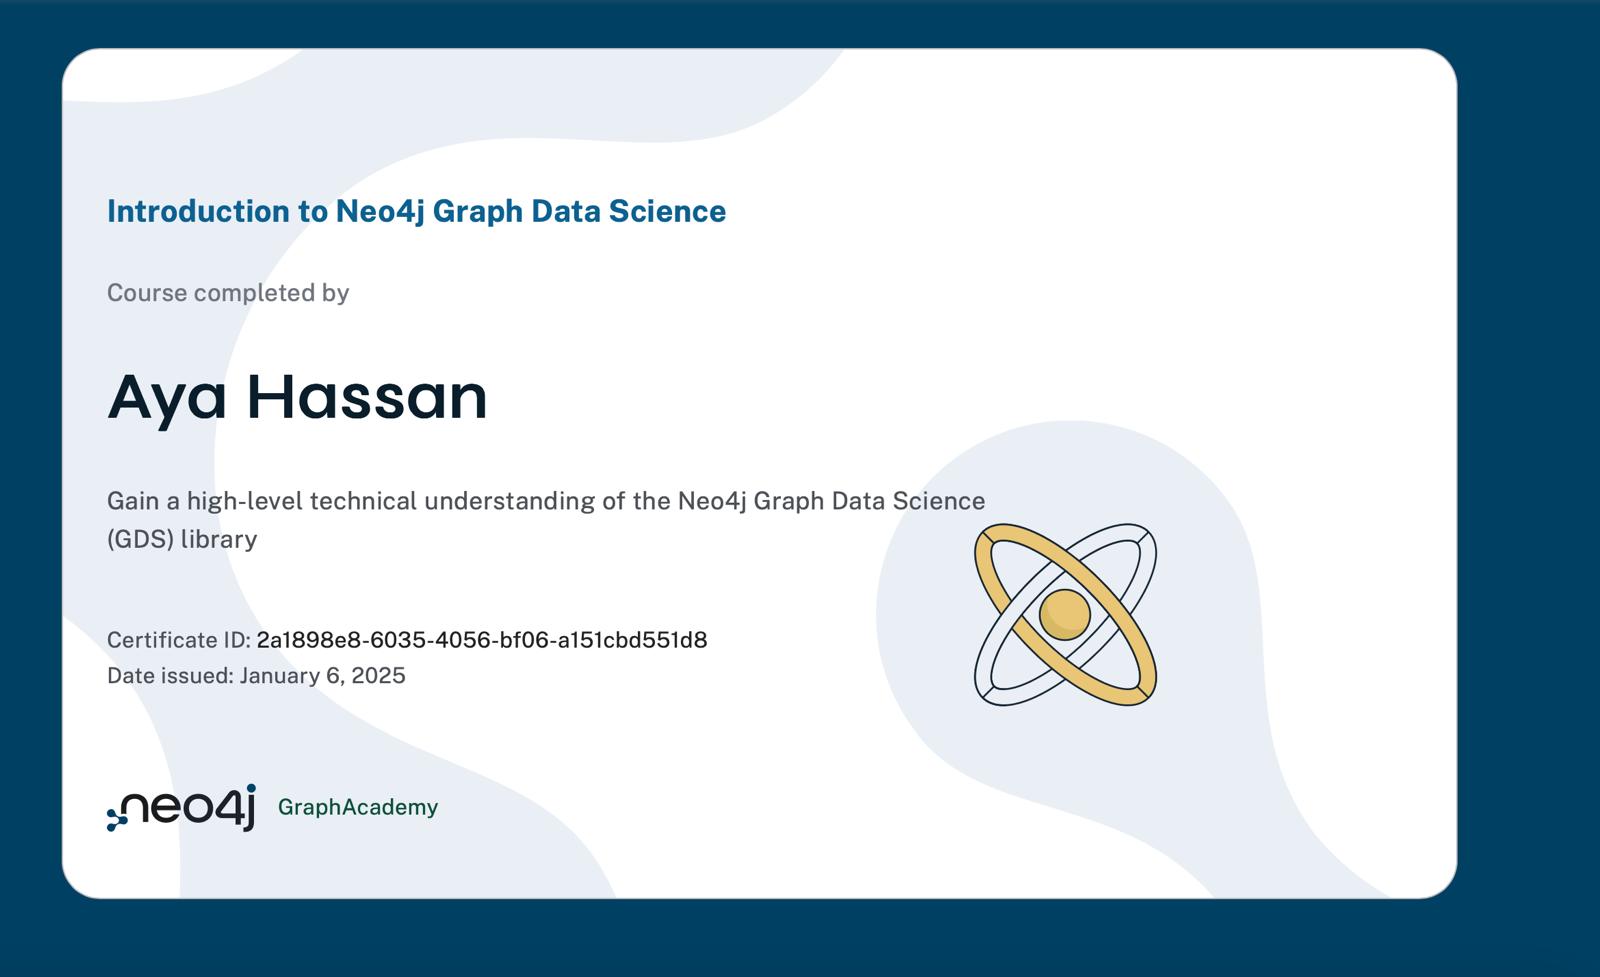 Introduction to Neo4j Graph Data Science
Course completed by
Aya Hassan
Gain a high-level technical understanding of the Neo4j Graph Data Science
(GDS) library
Certificate ID: 2a1898e8-6035-4056-bf06-a151cbd551d8
Date issued: January 6, 2025
neo4j GraphAcademy